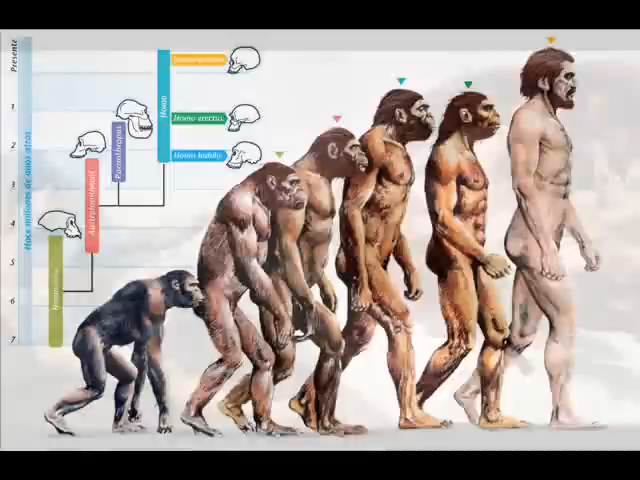 Presente
Hace millones de años atrás
1
2
3
4
5
6
7
Australopithecus
Paranthropus
Homo
Homo erectus
Homo habilis